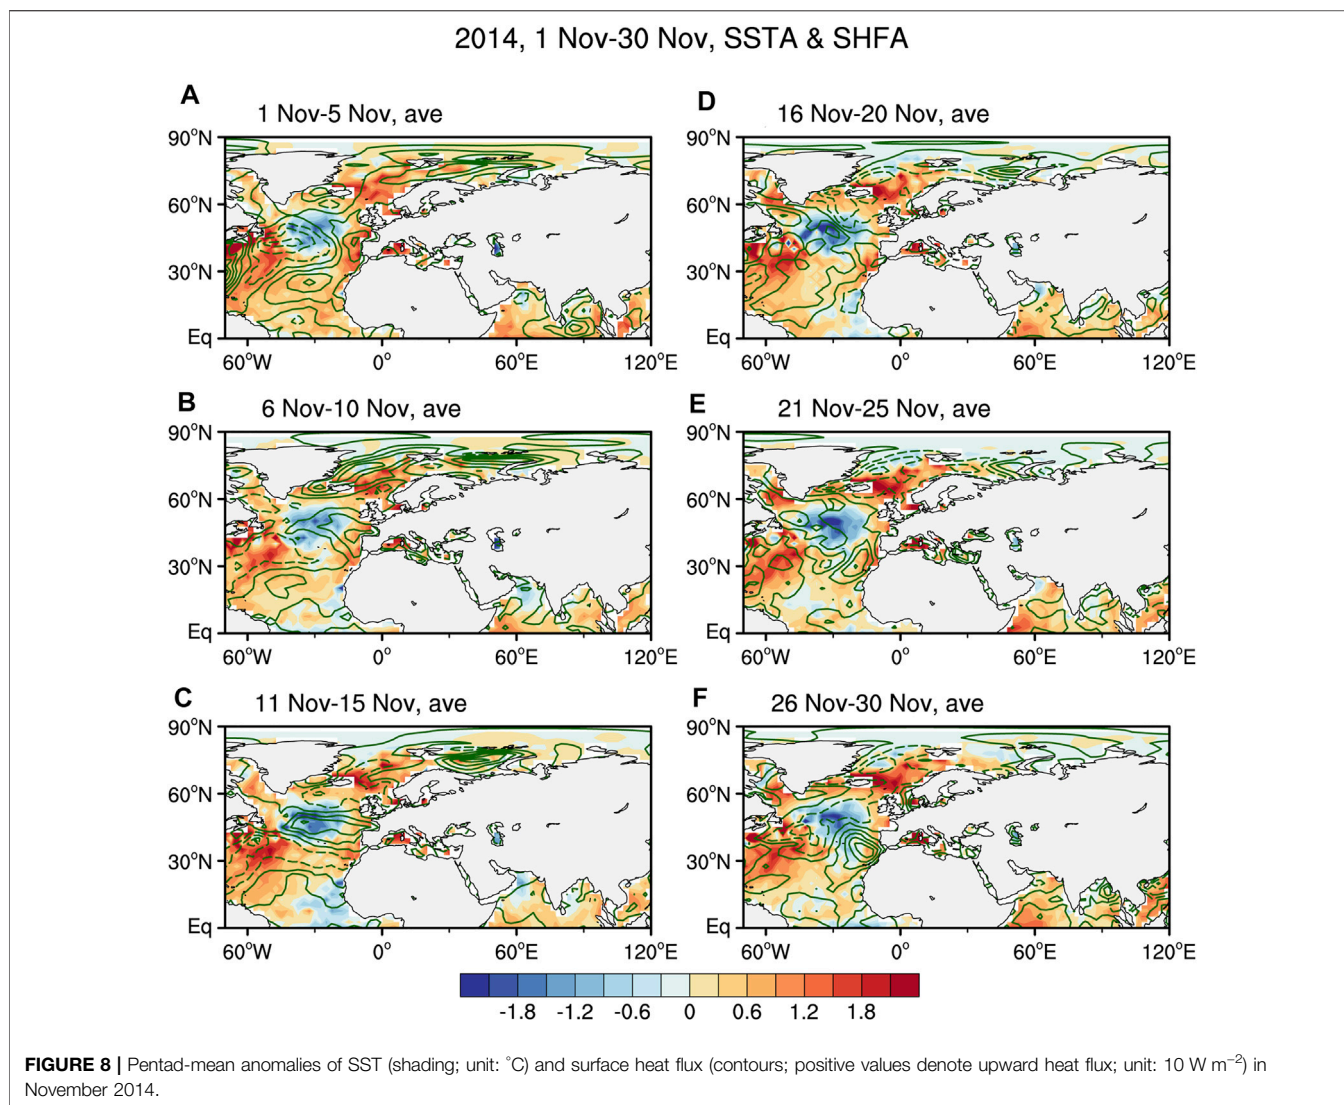 2014, 1 Nov-30 Nov, SSTA & SHFA
A
1 Nov-5 Nov, ave
90°N
60°N
30°N
Eq
60°W 0° 60°E 120°E
B
6 Nov-10 Nov, ave
90°N
60°N
30°N
Eq
60°W 0° 60°E 120°E
C
11 Nov-15 Nov, ave
90°N
60°N
30°N
Eq
60°W 0° 60°E 120°E
D
16 Nov-20 Nov, ave
90°N
60°N
30°N
Eq
60°W 0° 60°E 120°E
E
21 Nov-25 Nov, ave
90°N
60°N
30°N
Eq
60°W 0° 60°E 120°E
F
26 Nov-30 Nov, ave
90°N
60°N
30°N
Eq
60°W 0° 60°E 120°E
-1.8 -1.2 -0.6 0 0.6 1.2 1.8
FIGURE 8 | Pentad-mean anomalies of SST (shading; unit: °C) and surface heat flux (contours; positive values denote upward heat flux; unit: 10 W m⁻²) in
November 2014.